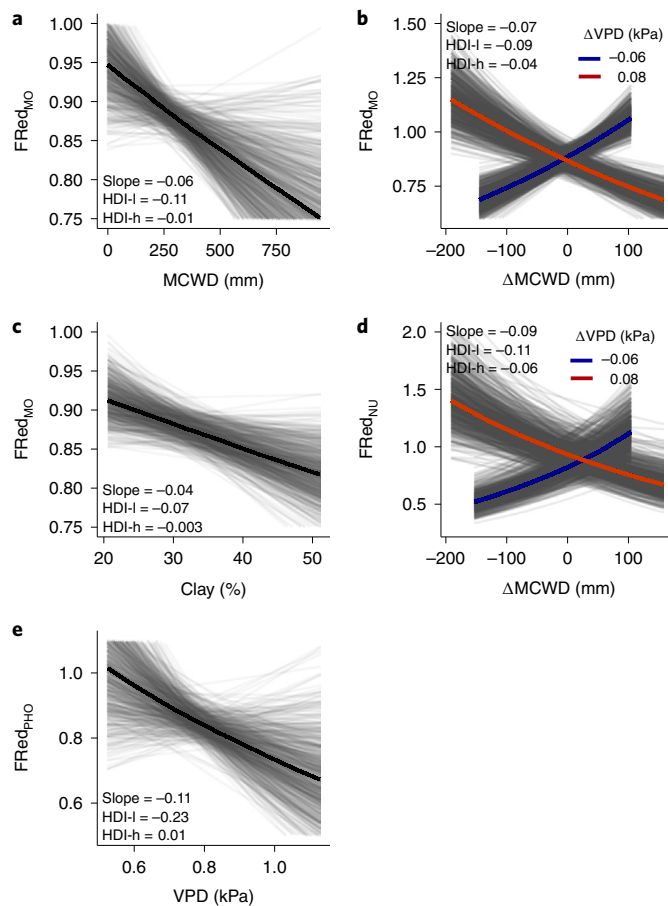 a
1.00
0.95
0.90
0.85
0.80
0.75
FRed_MO
Slope = –0.06
HDI-l = –0.11
HDI-h = –0.01
0
250
500
750
MCWD (mm)
b
1.50
1.25
1.00
0.75
FRed_MO
Slope = –0.07
HDI-l = –0.09
HDI-h = –0.04
ΔVPD (kPa)
–0.06
0.08
–200
–100
0
100
ΔMCWD (mm)
c
1.00
0.95
0.90
0.85
0.80
0.75
FRed_MO
Slope = –0.04
HDI-l = –0.07
HDI-h = –0.003
20
30
40
50
Clay (%)
d
2.0
1.5
1.0
0.5
FRed_NU
Slope = –0.09
HDI-l = –0.11
HDI-h = –0.06
ΔVPD (kPa)
–0.06
0.08
–200
–100
0
100
ΔMCWD (mm)
e
1.0
0.8
0.6
FRed_PHO
Slope = –0.11
HDI-l = –0.23
HDI-h = 0.01
0.6
0.8
1.0
VPD (kPa)